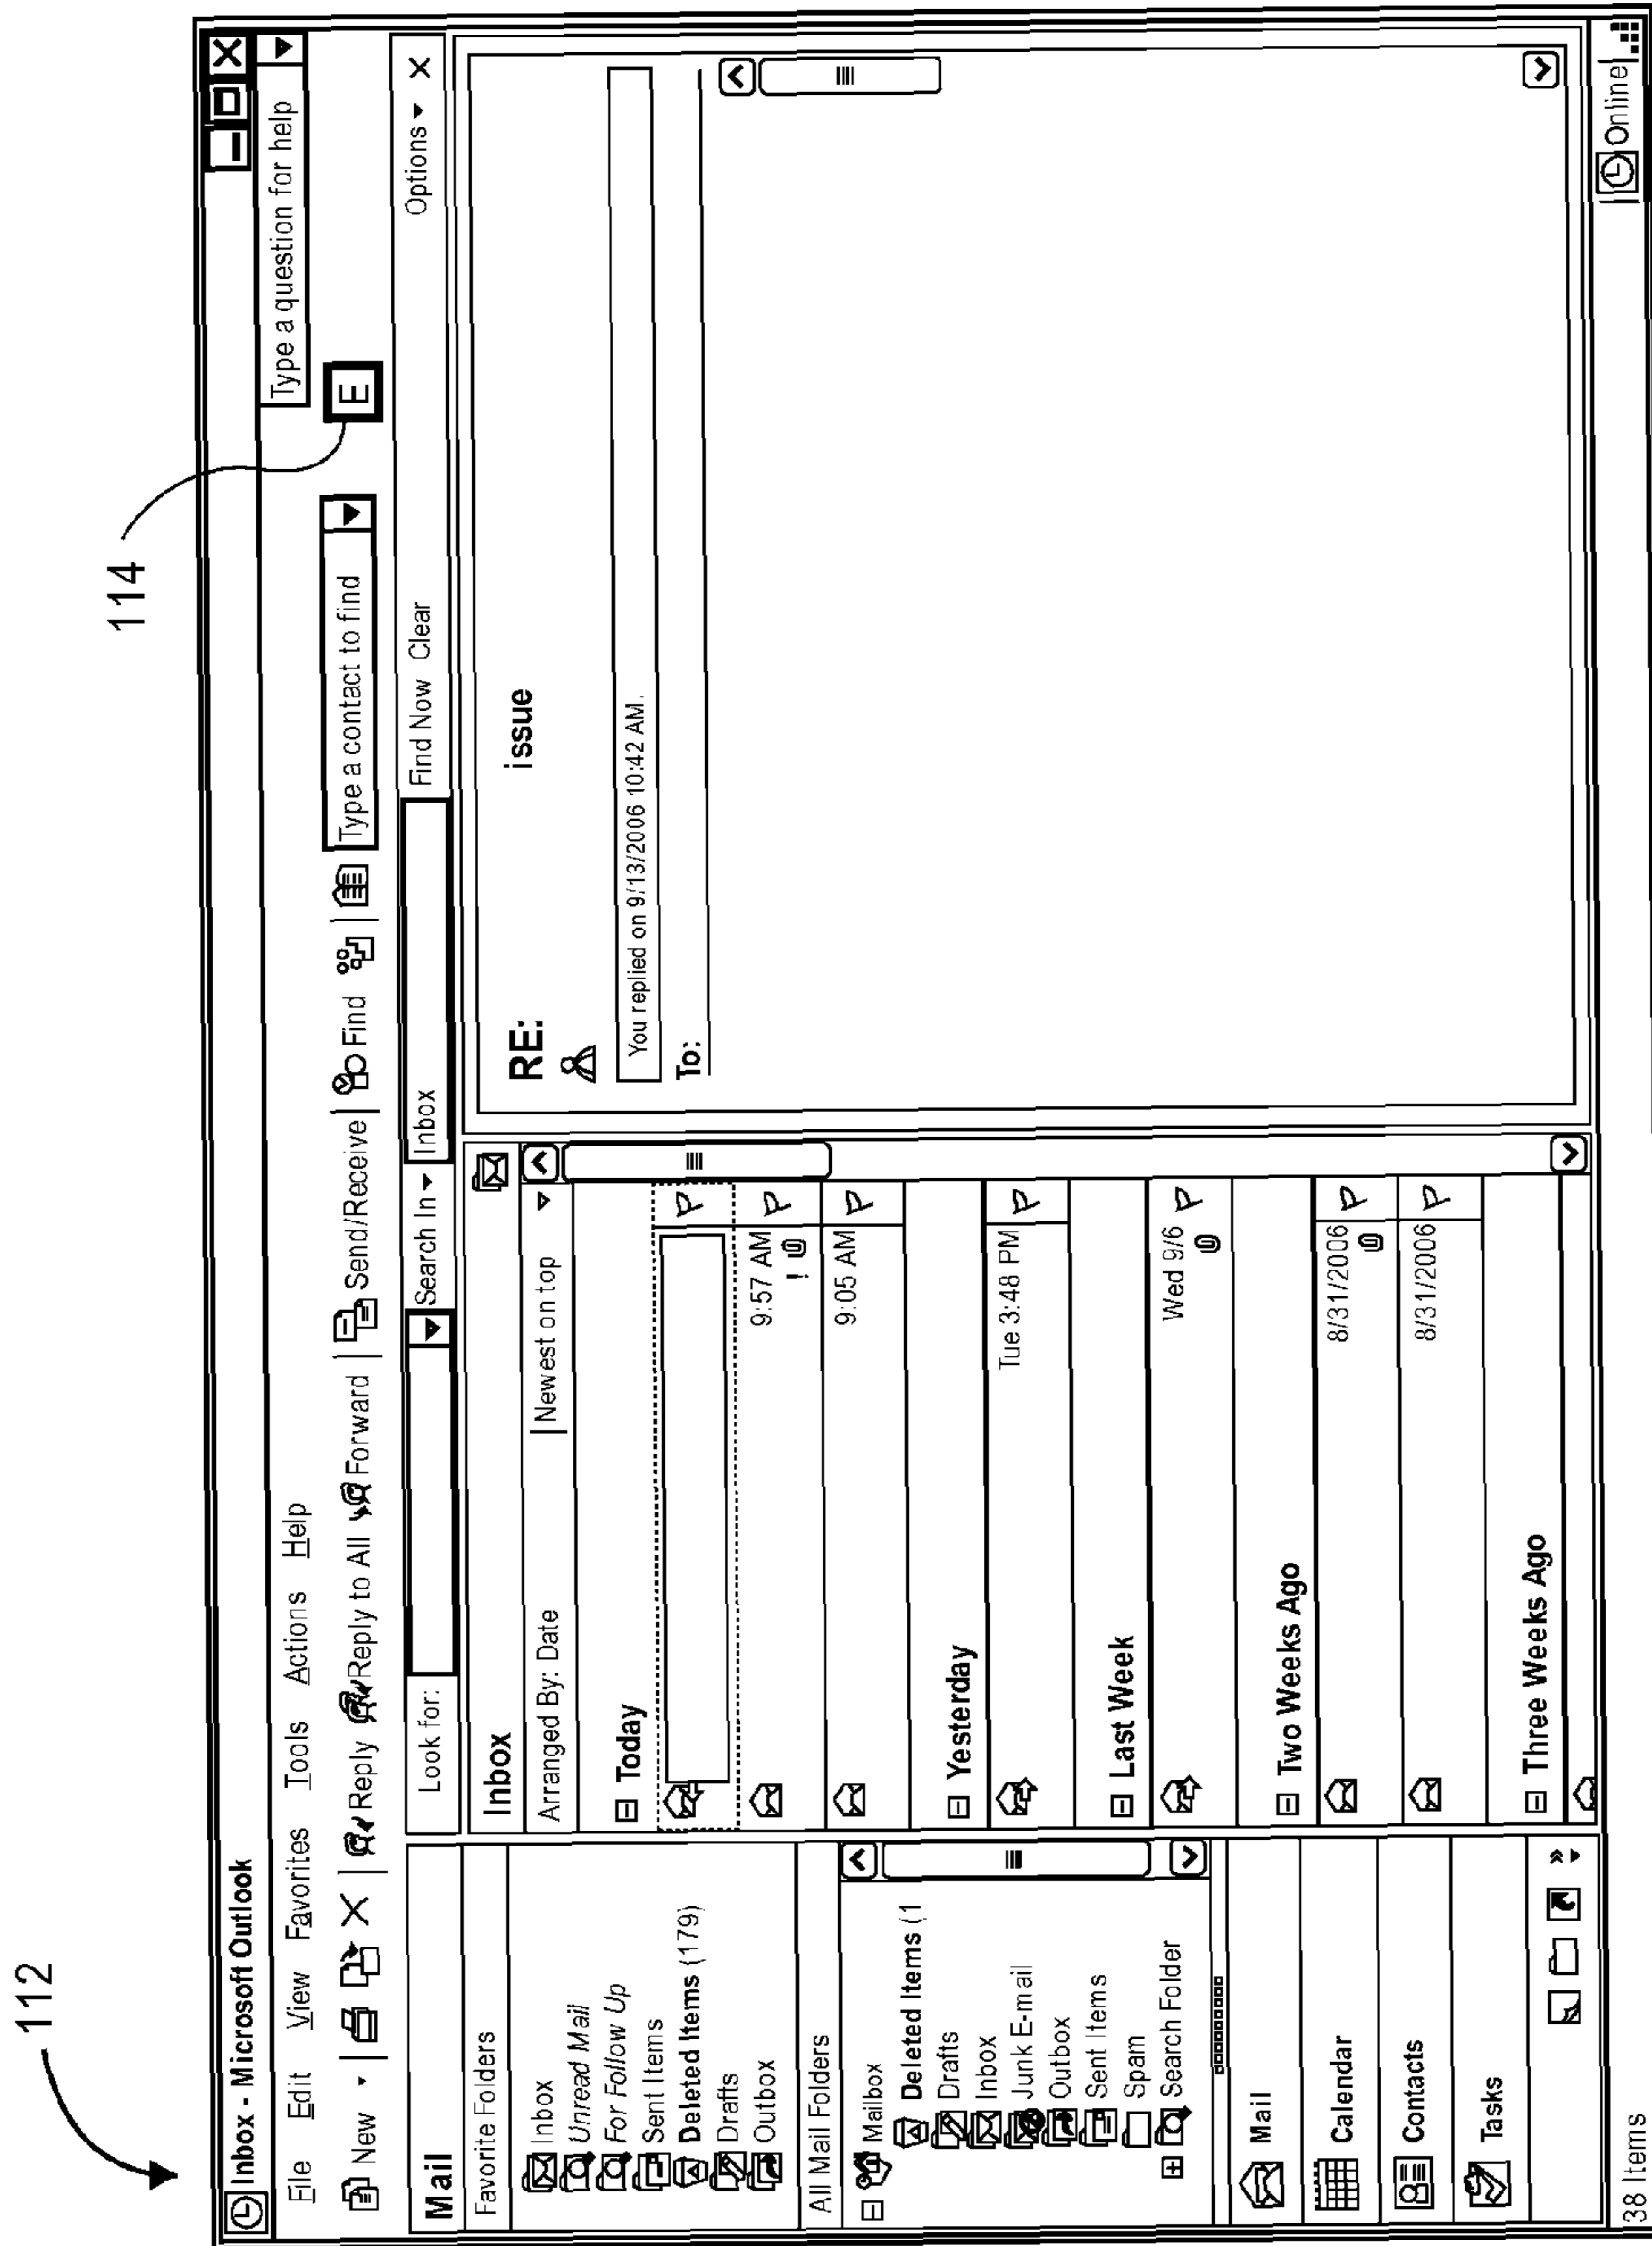 112
114
Inbox - Microsoft Outlook
File Edit View Favorites Tools Actions Help
Type a question for help
New Reply Reply to All Forward Send/Receive Find Type a contact to find E
Mail
Look for: Search In Inbox Find Now Clear Options
Favorite Folders
Inbox
Unread Mail
For Follow Up
Sent Items
Deleted Items (179)
Drafts
Outbox
All Mail Folders
Mailbox
Deleted Items (1
Drafts
Inbox
Junk E-mail
Outbox
Sent Items
Spam
Search Folder
Mail
Calendar
Contacts
Tasks
Inbox
Arranged By: Date Newest on top
Today
9:57 AM
!
9:05 AM
Yesterday
Tue 3:48 PM
Last Week
Wed 9/6
Two Weeks Ago
8/31/2006
8/31/2006
Three Weeks Ago
RE: issue
You replied on 9/13/2006 10:42 AM.
To:
38 Items
Online